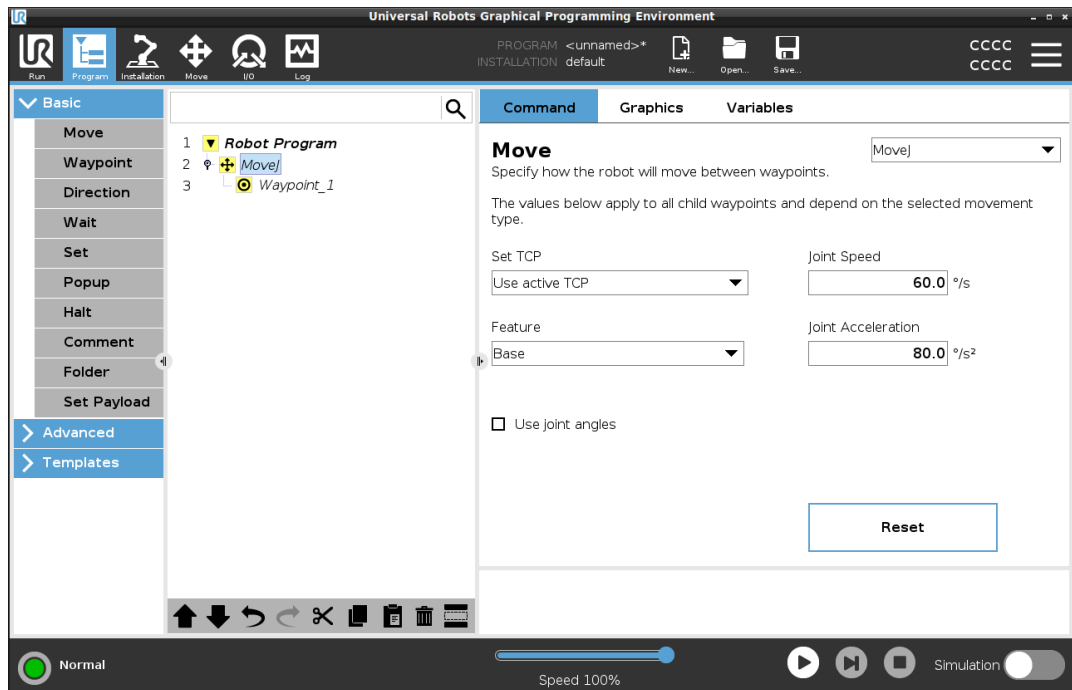 Universal Robots Graphical Programming Environment
UR
Run
Program
Installation
Move
I/O
Log
PROGRAM <unnamed>*
INSTALLATION default
New...
Open...
Save...
CCCC
CCCC
Basic
Move
Waypoint
Direction
Wait
Set
Popup
Halt
Comment
Folder
Set Payload
Advanced
Templates
1 Robot Program
2 MoveJ
3 Waypoint_1
Command Graphics Variables
Move
MoveJ
Specify how the robot will move between waypoints.
The values below apply to all child waypoints and depend on the selected movement
type.
Set TCP
Joint Speed
Use active TCP
60.0 °/s
Feature
Joint Acceleration
Base
80.0 °/s²
Use joint angles
Reset
Normal
Speed 100%
Simulation